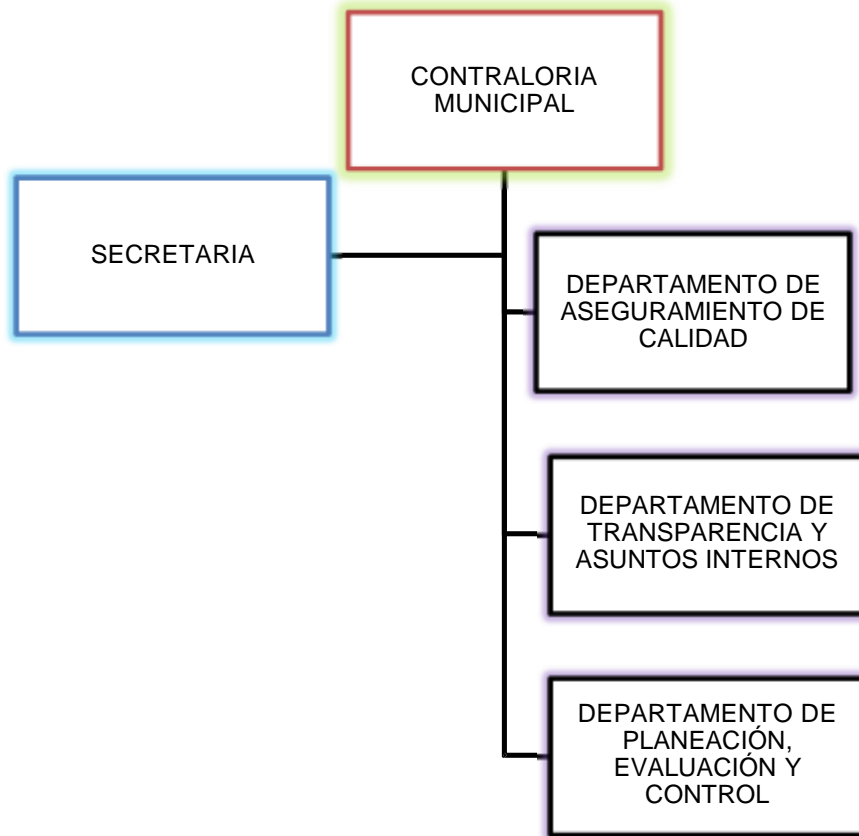 CONTRALORIA
MUNICIPAL
SECRETARIA
DEPARTAMENTO DE
ASEGURAMIENTO DE
CALIDAD
DEPARTAMENTO DE
TRANSPARENCIA Y
ASUNTOS INTERNOS
DEPARTAMENTO DE
PLANEACIÓN,
EVALUACIÓN Y
CONTROL